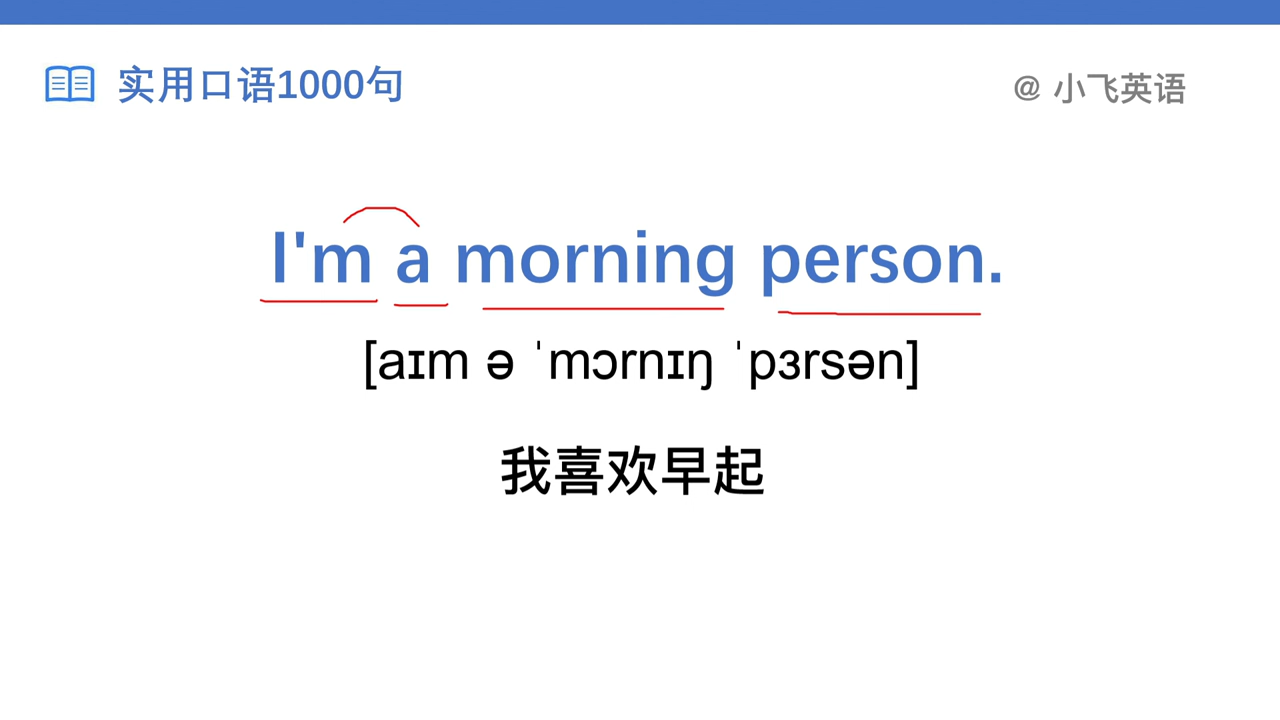 实用口语1000句
@ 小飞英语
I'm a morning person.
[aɪm ə ˈmɔrnɪŋ ˈpɜrsən]
我喜欢早起